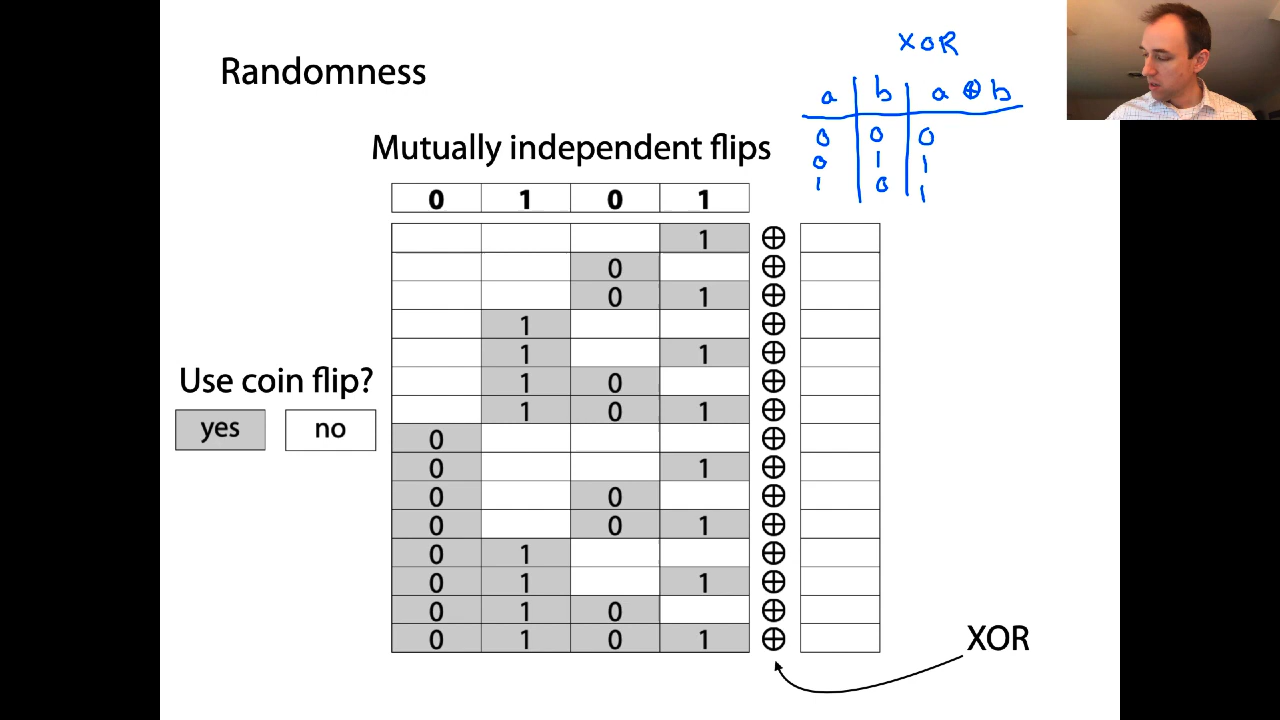 Randomness
XOR
a b a ⊕ b
0 0 0
0 1 1
1 0 1
Mutually independent flips
0 1 0 1
1 ⊕
0 ⊕
0 1 ⊕
1 ⊕
1 1 ⊕
1 0 ⊕
1 0 1 ⊕
0 ⊕
0 1 ⊕
0 0 ⊕
0 0 1 ⊕
0 1 ⊕
0 1 1 ⊕
0 1 0 ⊕
0 1 0 1 ⊕
Use coin flip?
yes no
XOR